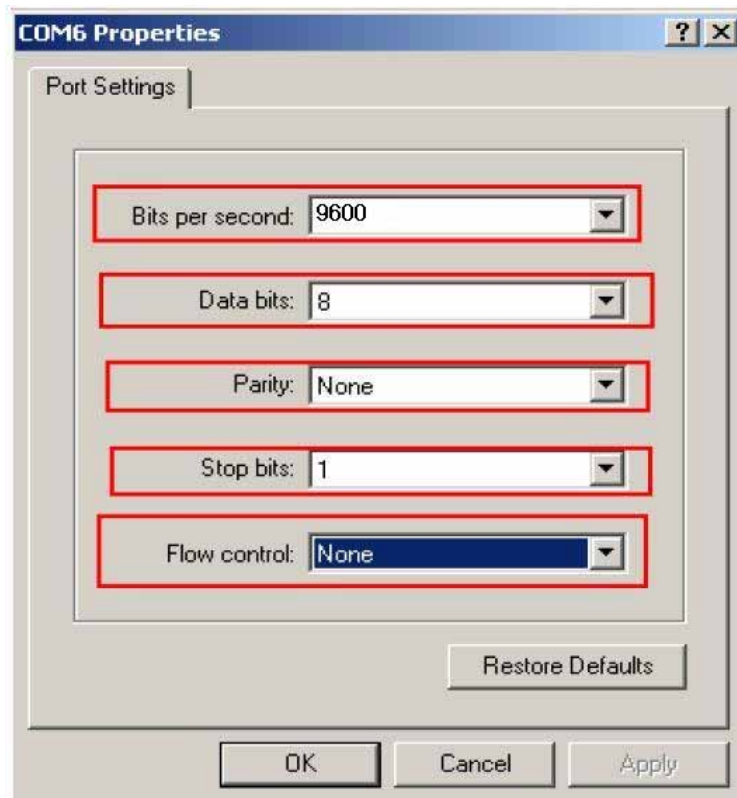 COM6 Properties
Port Settings
Bits per second: 9600
Data bits: 8
Parity: None
Stop bits: 1
Flow control: None
Restore Defaults
OK Cancel Apply